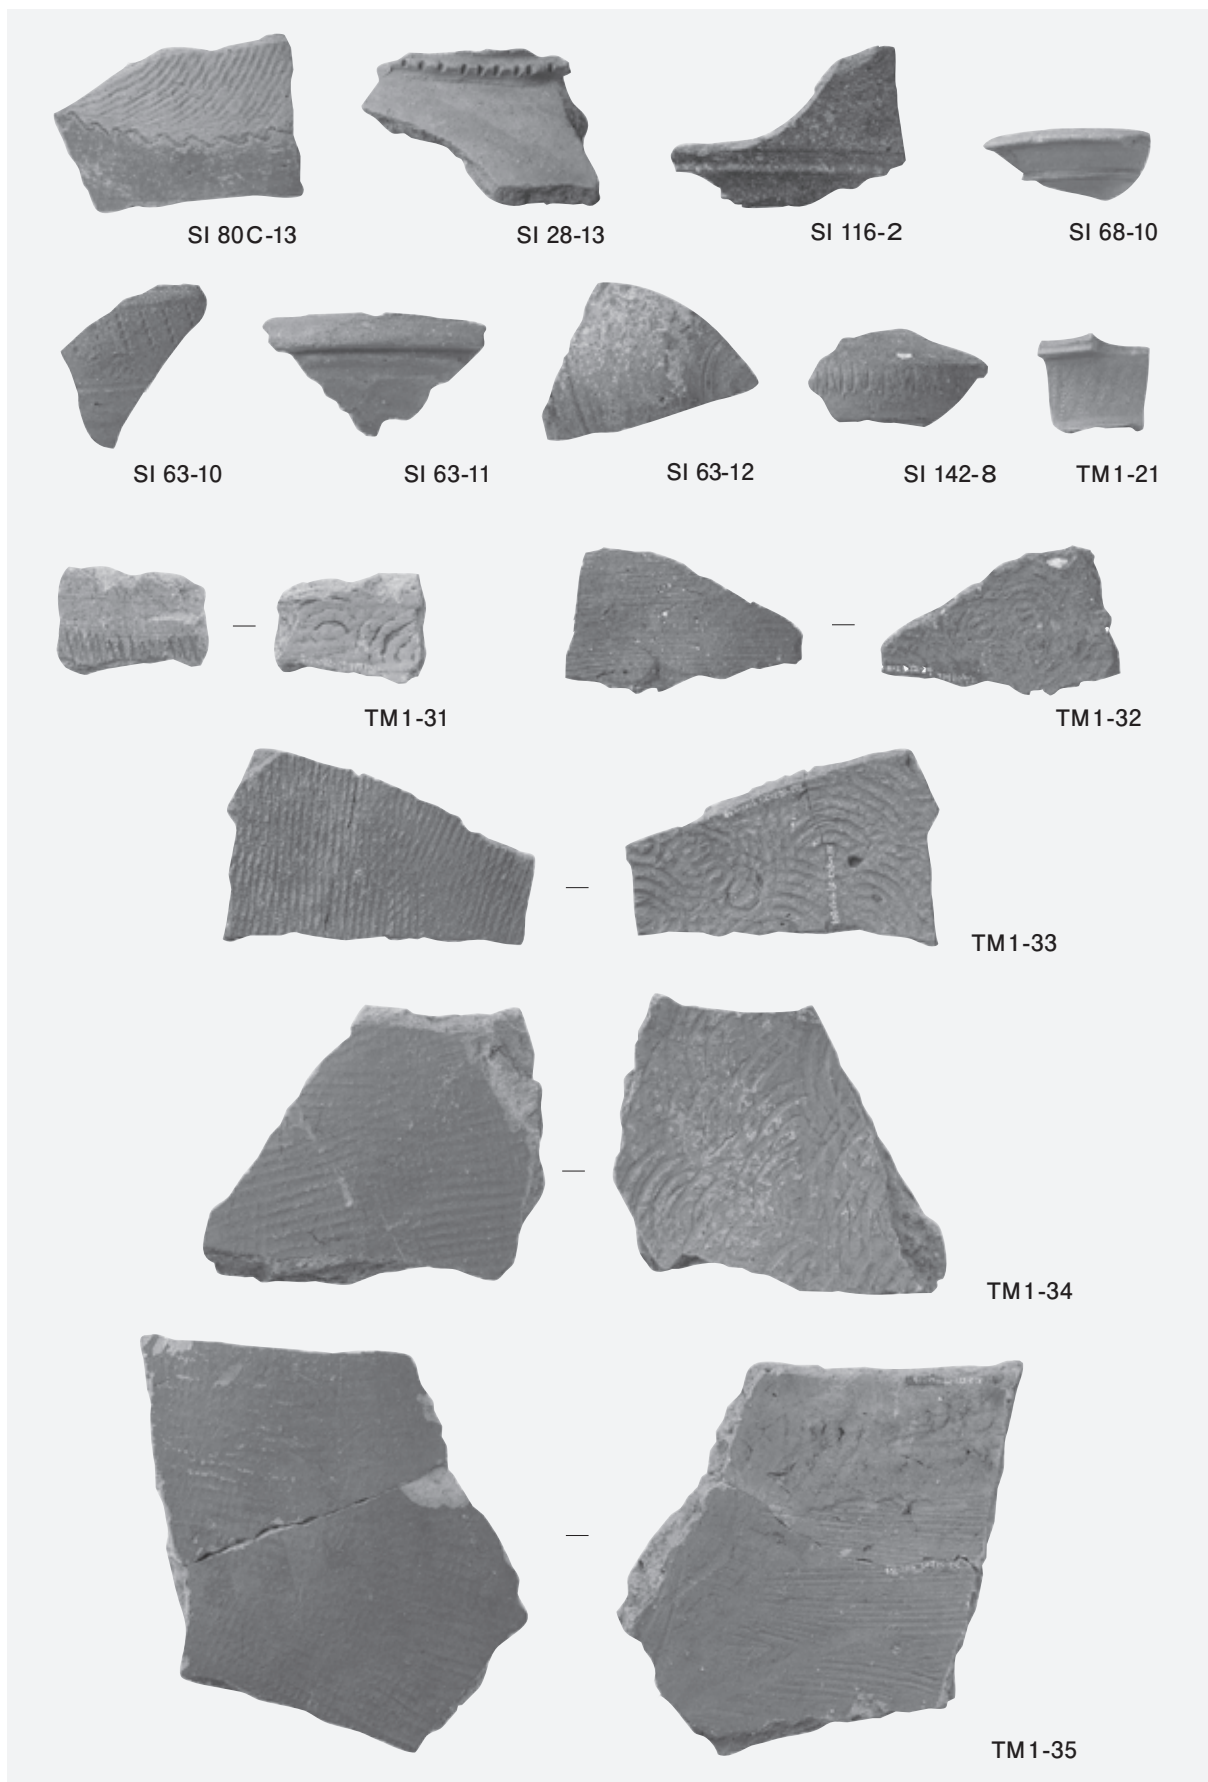 SI 80C-13
SI 28-13
SI 116-2
SI 68-10
SI 63-10
SI 63-11
SI 63-12
SI 142-8
TM1-21
TM1-31
TM1-32
TM1-33
TM1-34
TM1-35